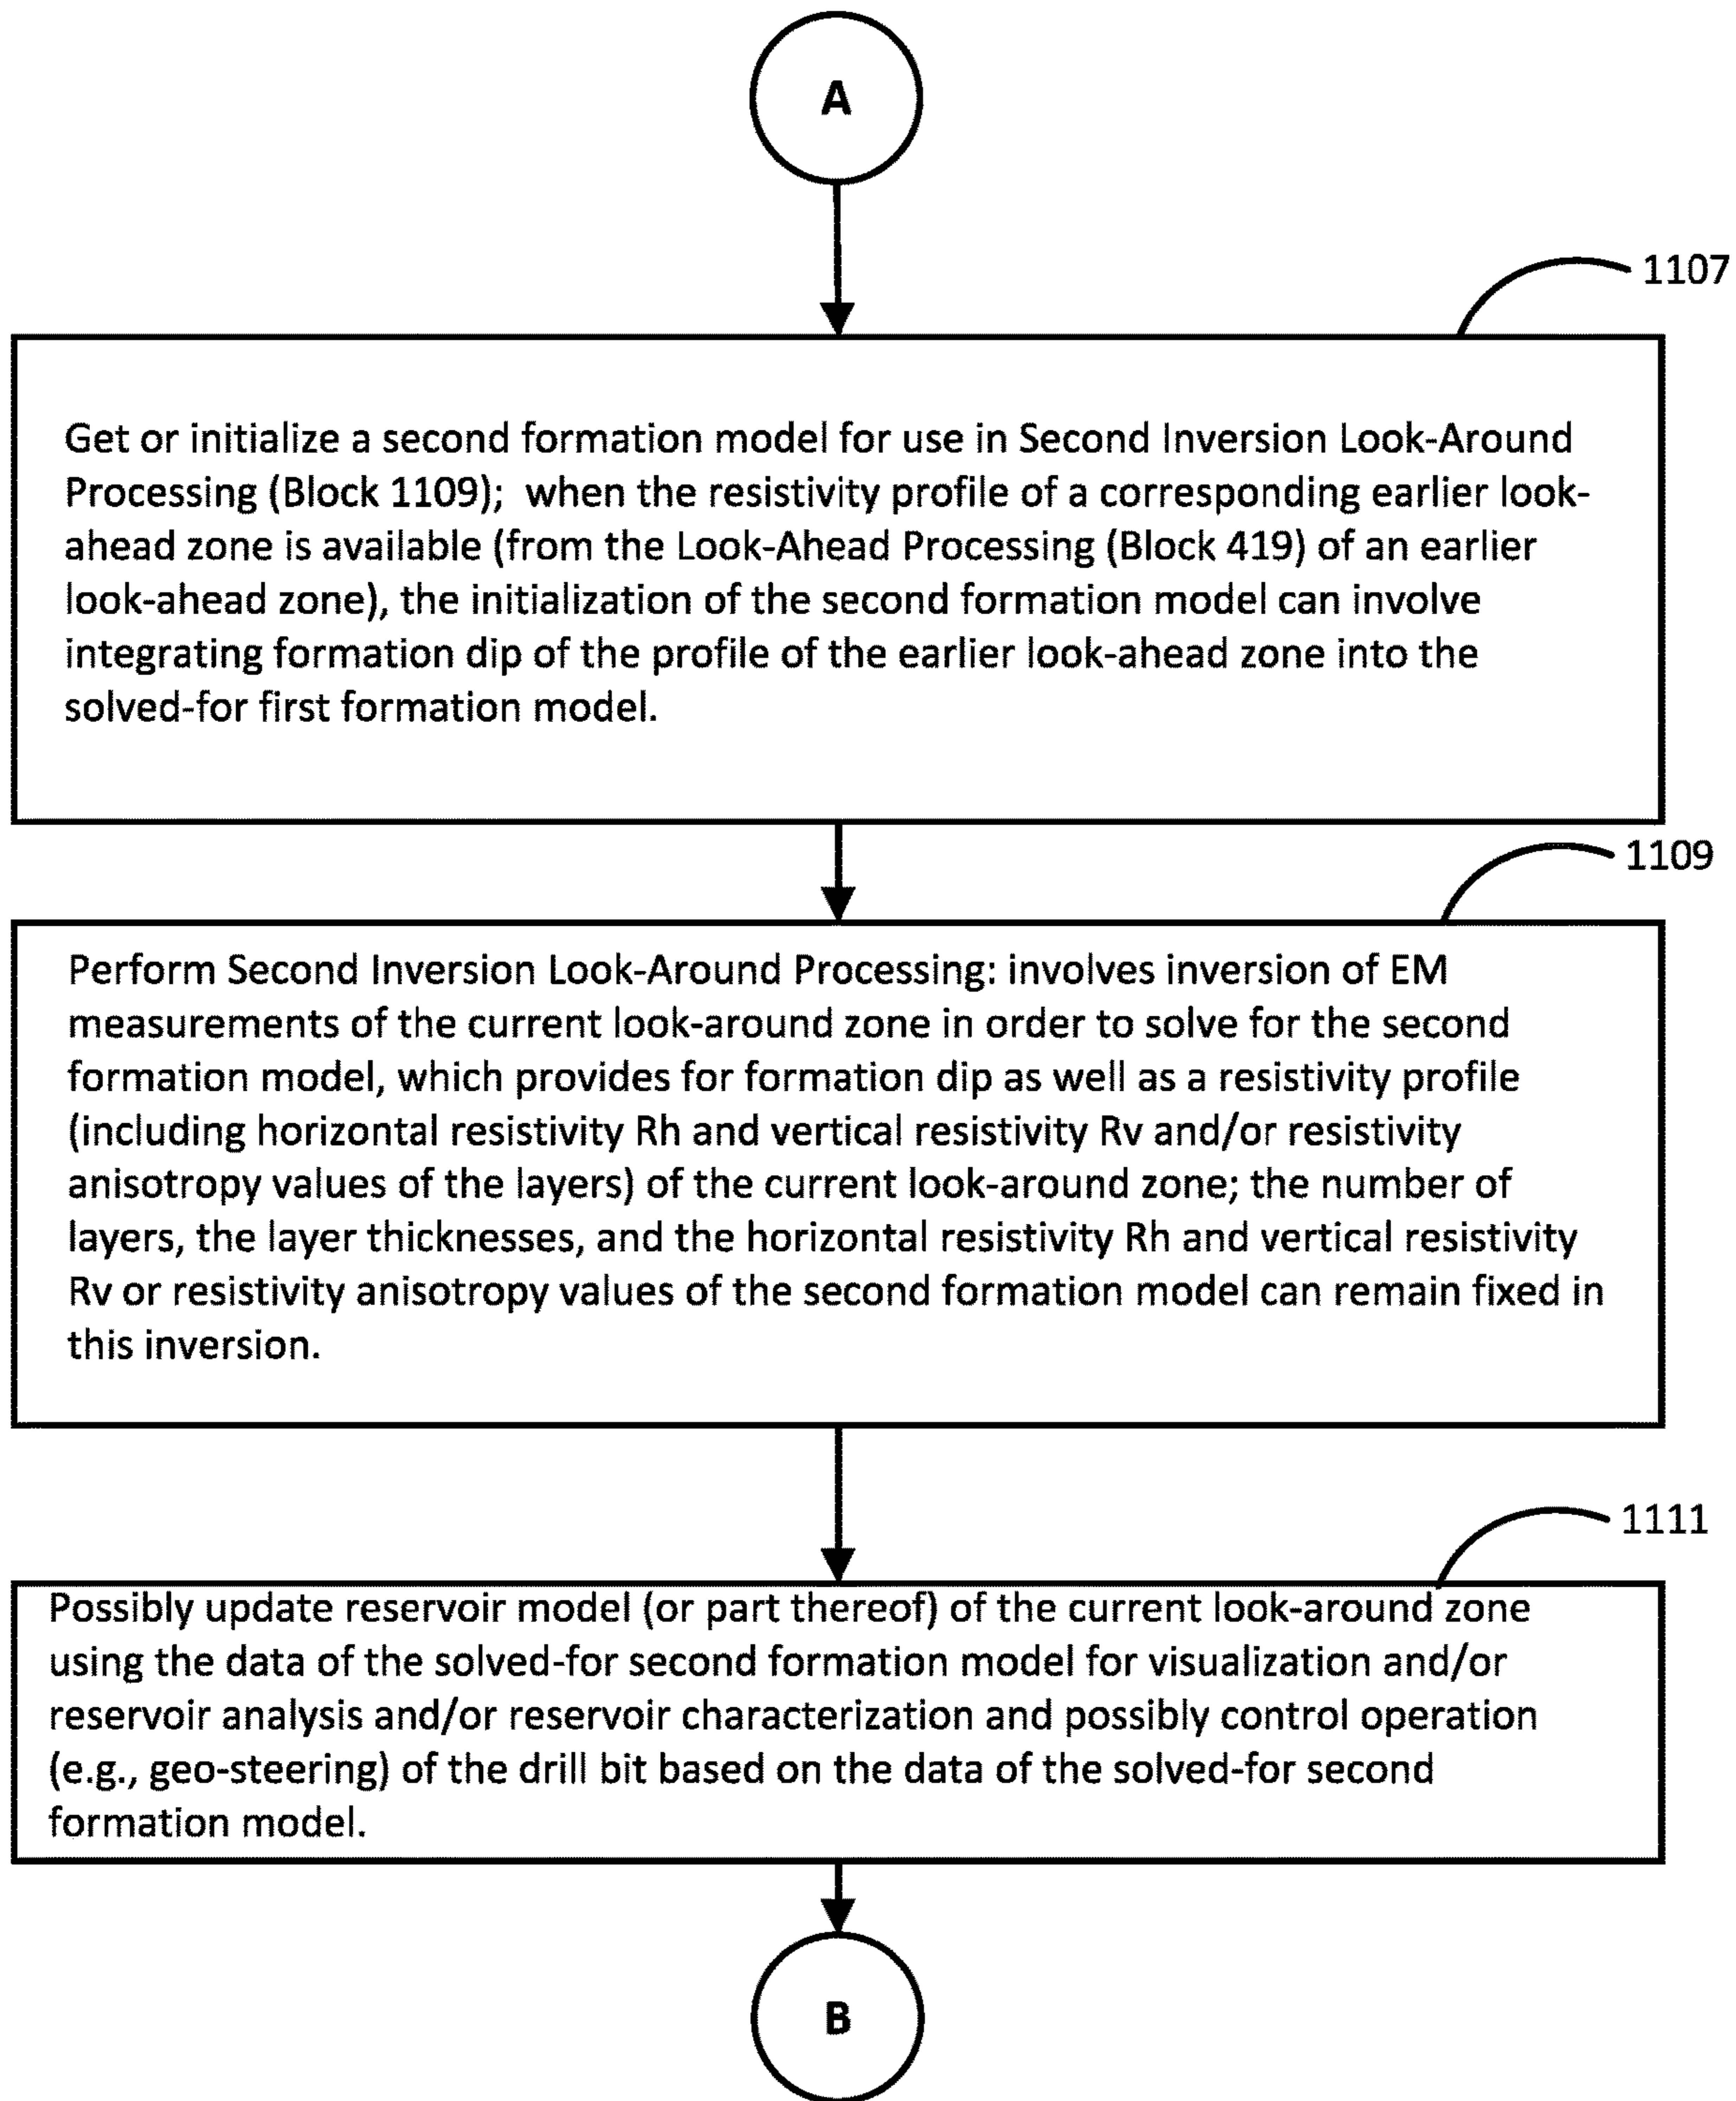 A
1107
Get or initialize a second formation model for use in Second Inversion Look-Around
Processing (Block 1109);  when the resistivity profile of a corresponding earlier look-
ahead zone is available (from the Look-Ahead Processing (Block 419) of an earlier
look-ahead zone), the initialization of the second formation model can involve
integrating formation dip of the profile of the earlier look-ahead zone into the
solved-for first formation model.
1109
Perform Second Inversion Look-Around Processing: involves inversion of EM
measurements of the current look-around zone in order to solve for the second
formation model, which provides for formation dip as well as a resistivity profile
(including horizontal resistivity Rh and vertical resistivity Rv and/or resistivity
anisotropy values of the layers) of the current look-around zone; the number of
layers, the layer thicknesses, and the horizontal resistivity Rh and vertical resistivity
Rv or resistivity anisotropy values of the second formation model can remain fixed in
this inversion.
1111
Possibly update reservoir model (or part thereof) of the current look-around zone
using the data of the solved-for second formation model for visualization and/or
reservoir analysis and/or reservoir characterization and possibly control operation
(e.g., geo-steering) of the drill bit based on the data of the solved-for second
formation model.
B